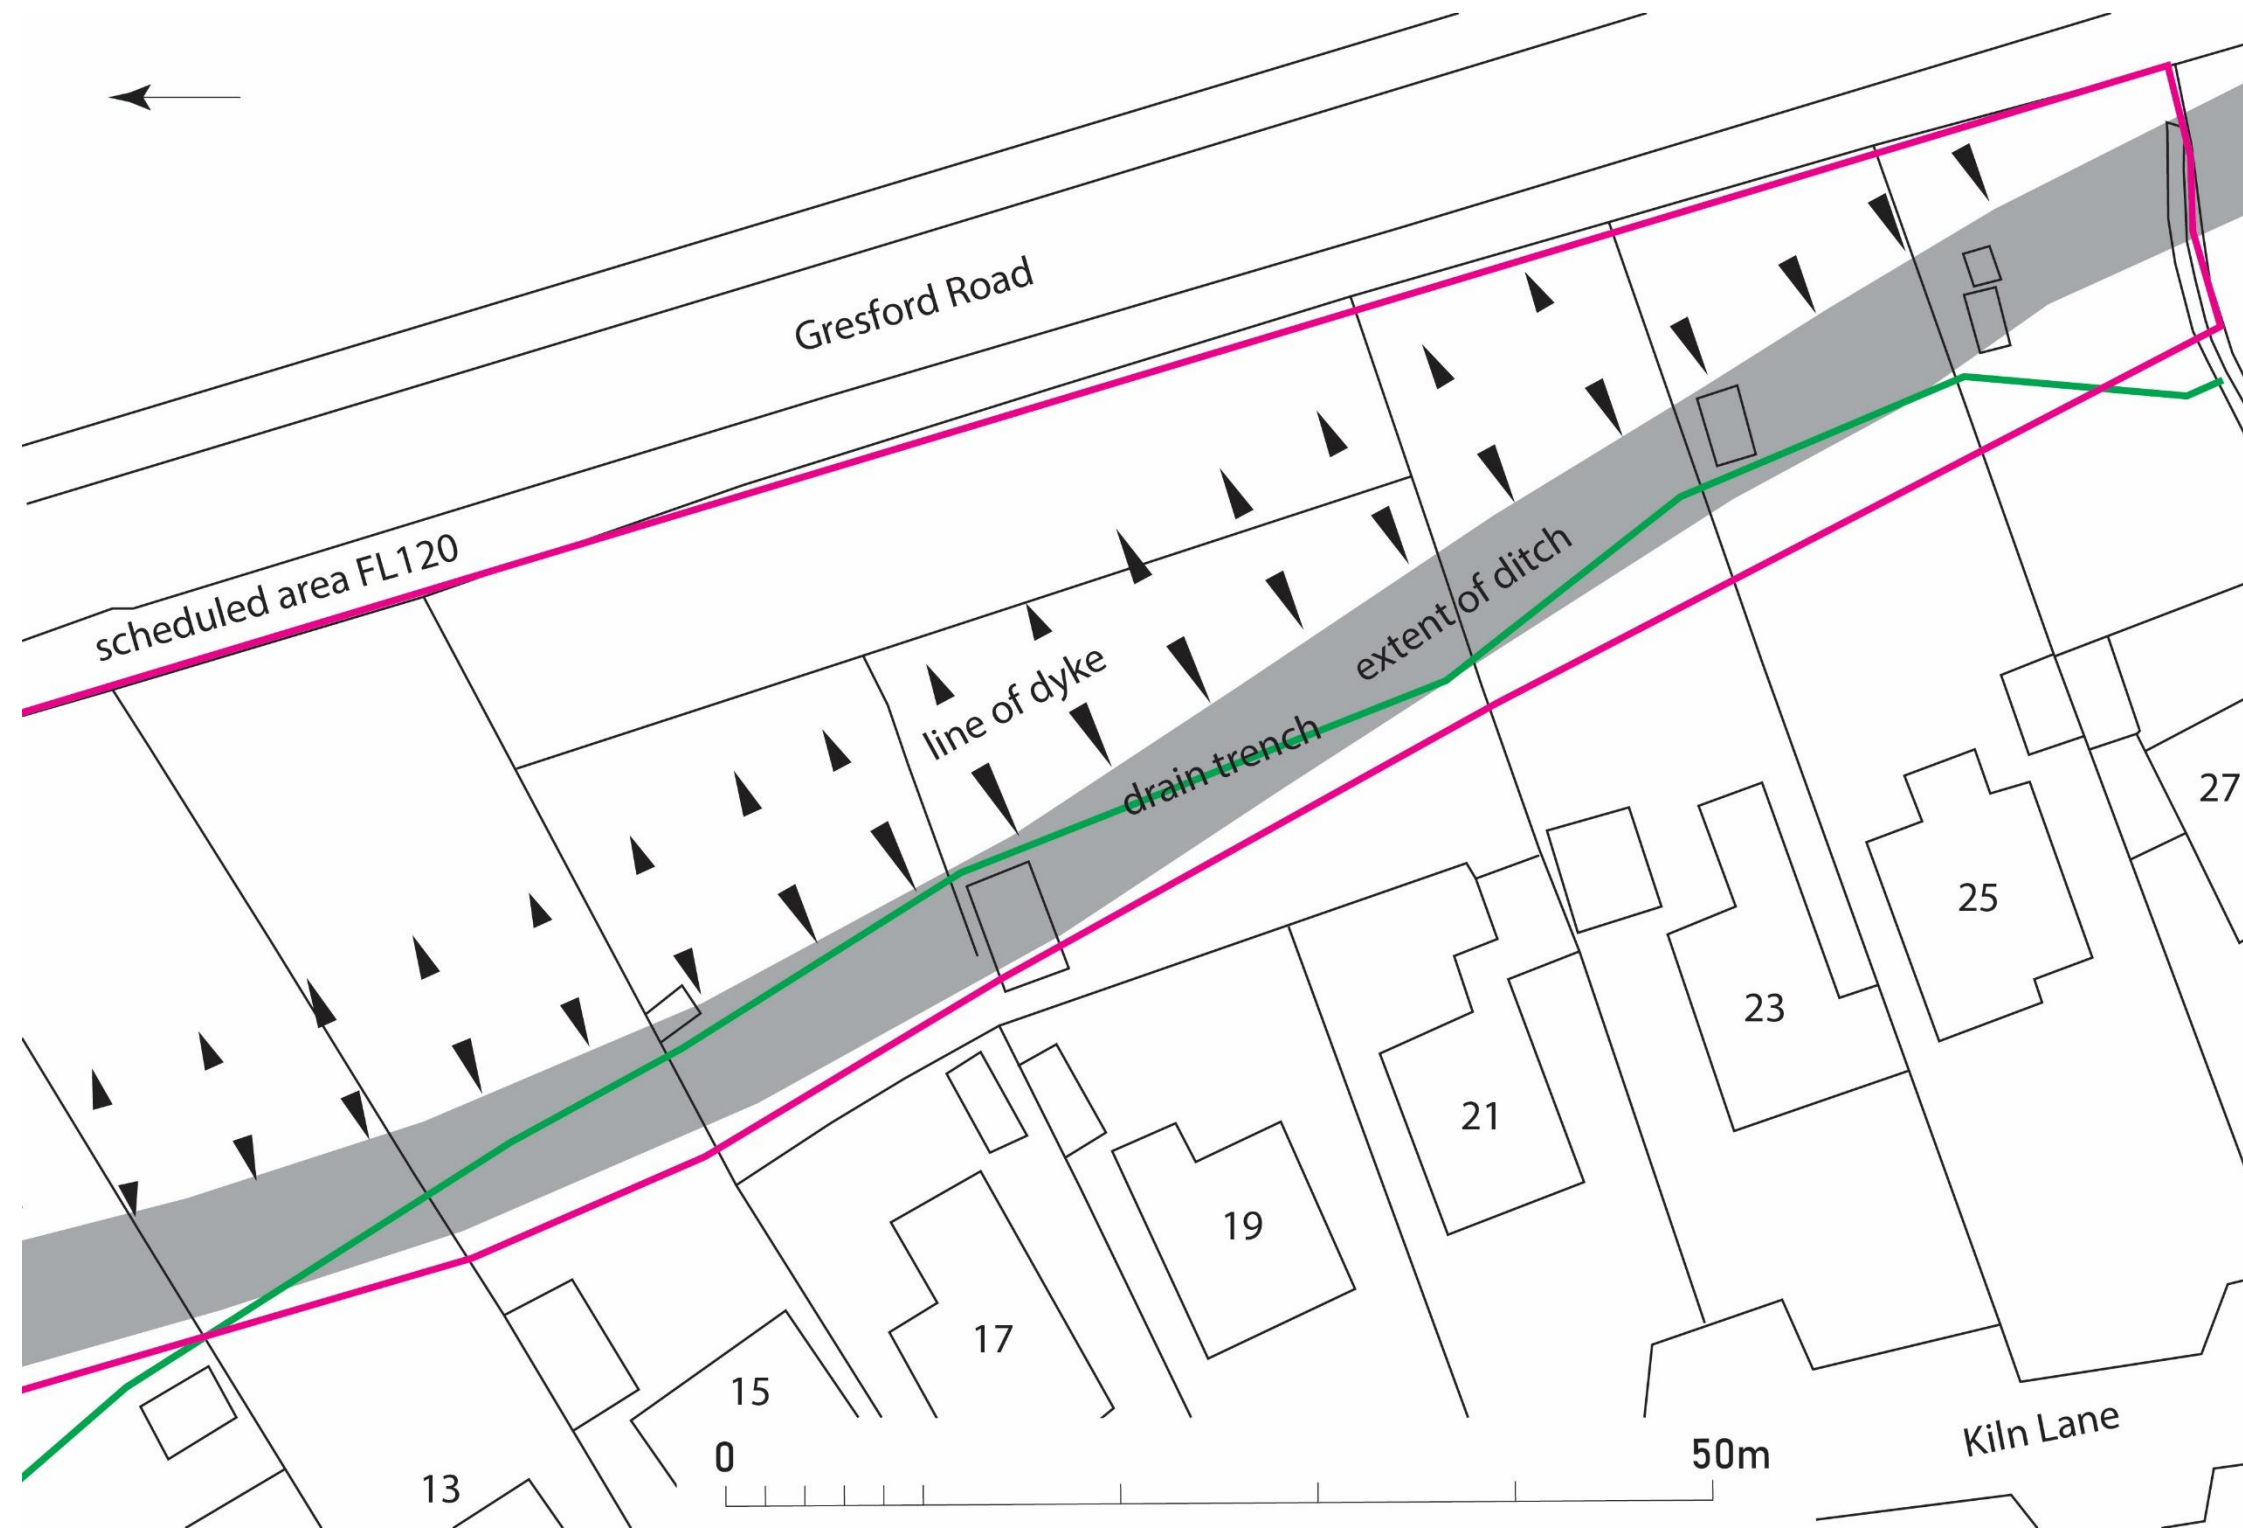 Gresford Road
scheduled area FL120
line of dyke
extent of ditch
drain trench
27
25
23
21
19
17
15
13
Kiln Lane
0
50m